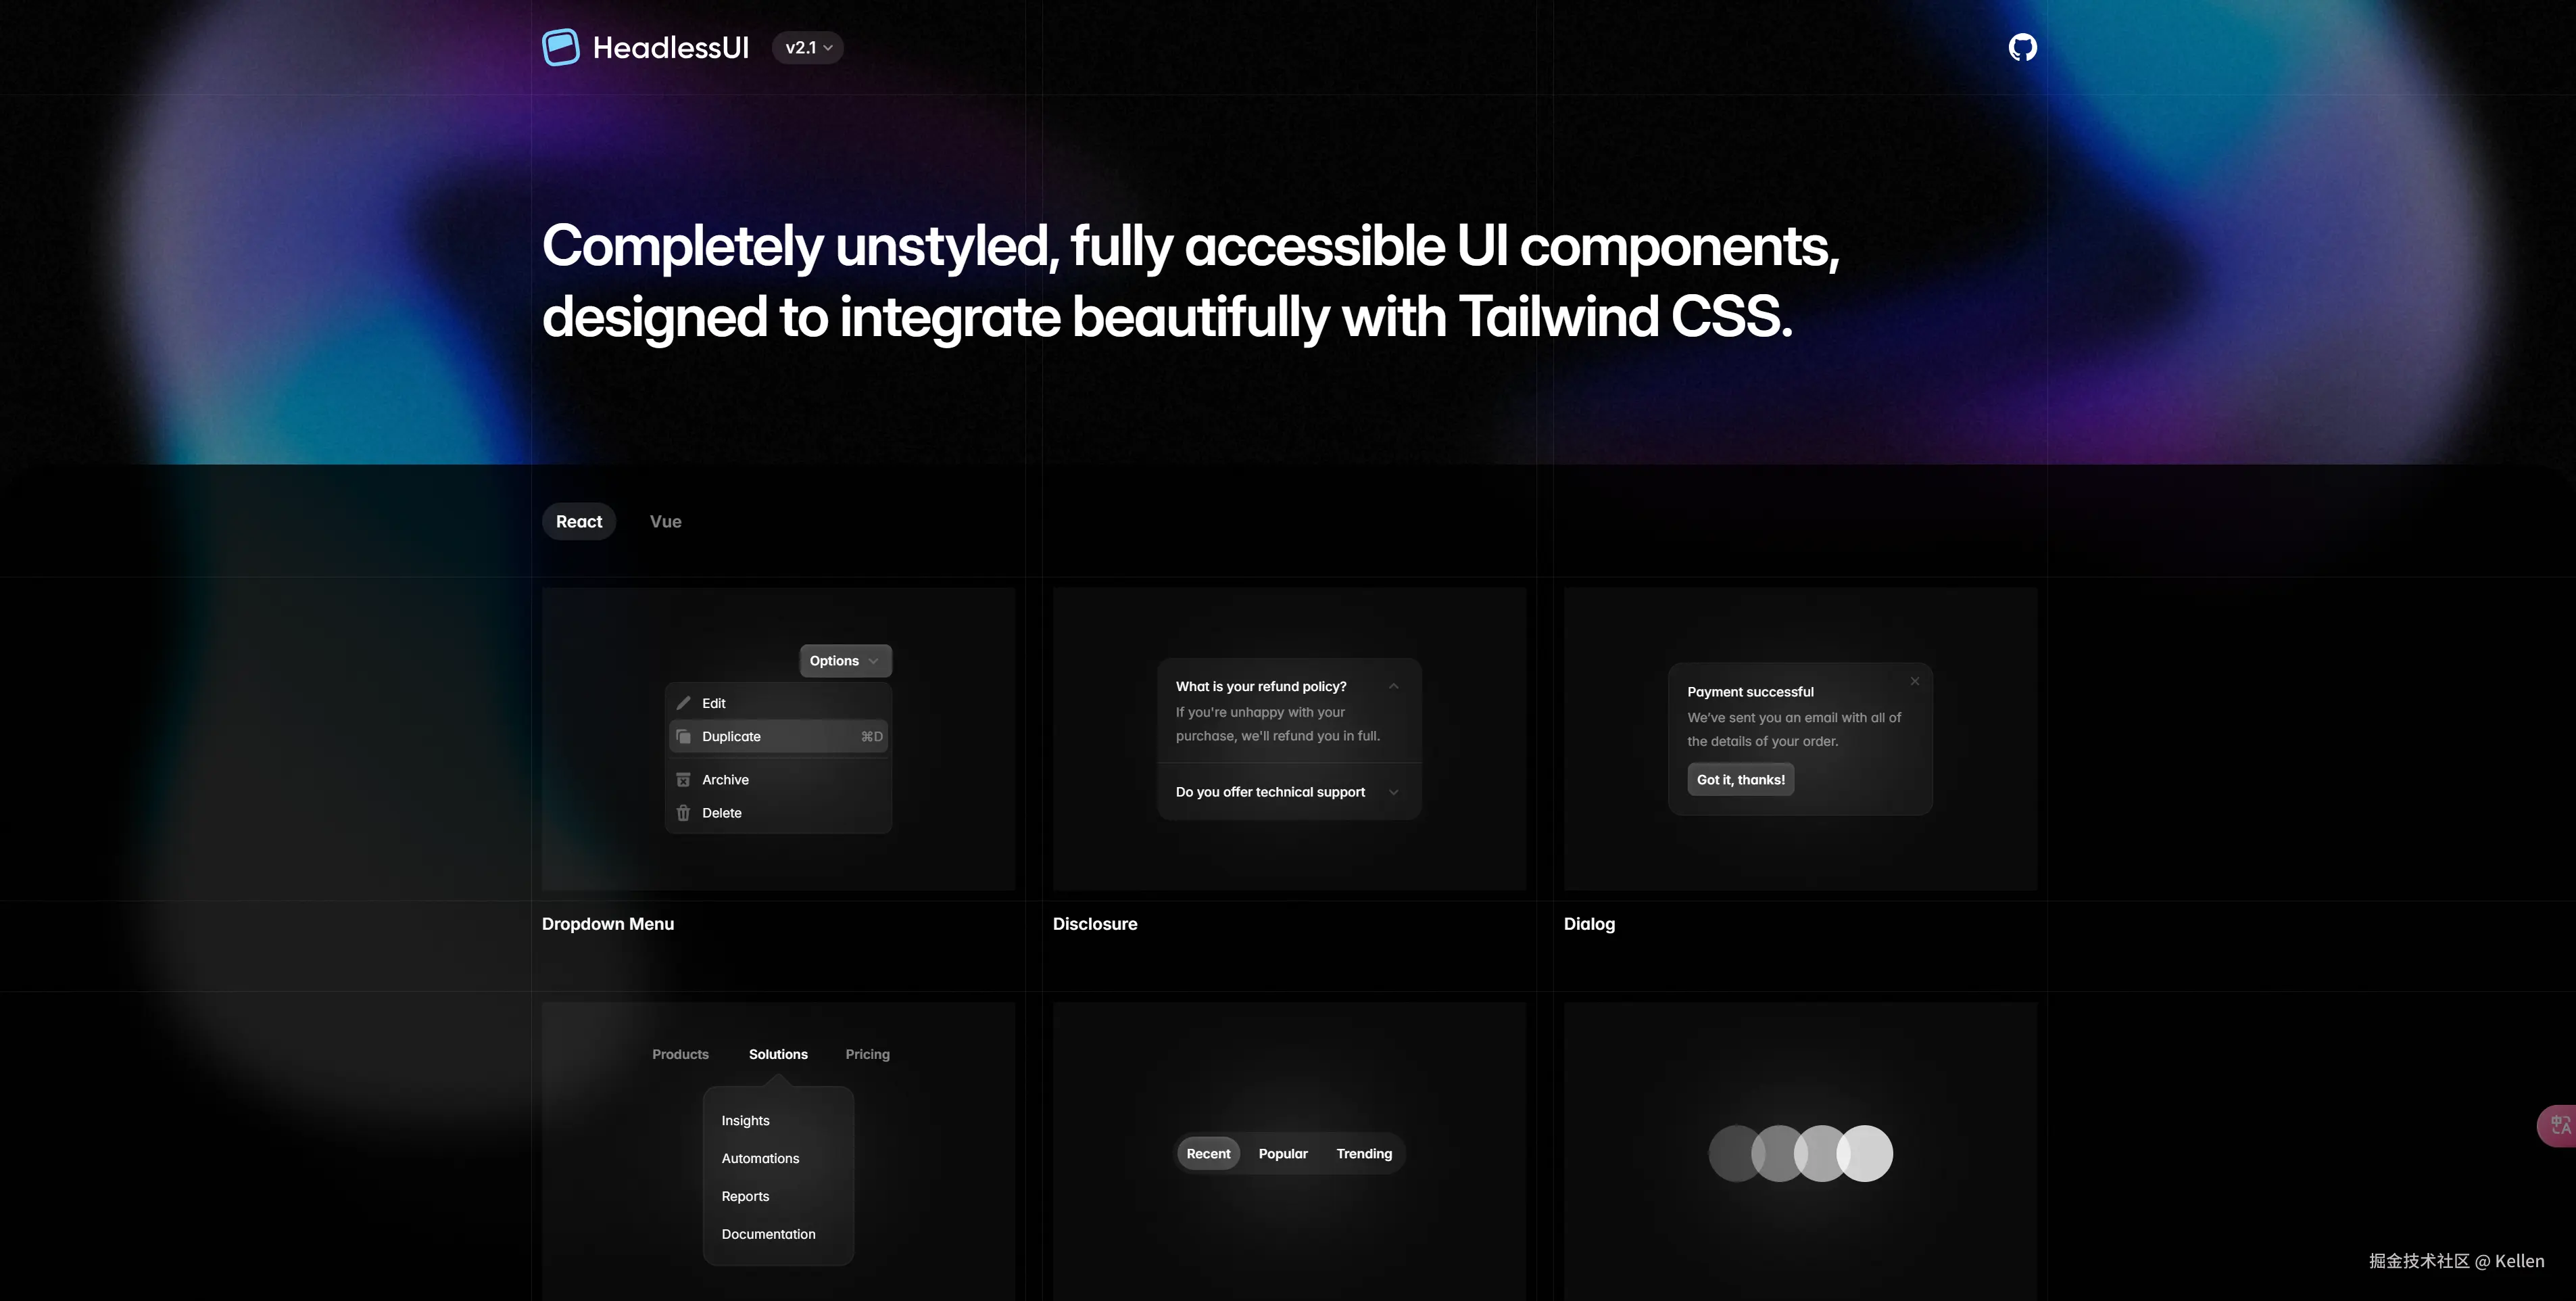 HeadlessUI
v2.1
Completely unstyled, fully accessible UI components,
designed to integrate beautifully with Tailwind CSS.
React
Vue
Options
Edit
Duplicate ⌘D
Archive
Delete
Dropdown Menu
What is your refund policy?
If you're unhappy with your
purchase, we'll refund you in full.
Do you offer technical support
Disclosure
Payment successful
We've sent you an email with all of
the details of your order.
Got it, thanks!
Dialog
Products Solutions Pricing
Insights
Automations
Reports
Documentation
Recent Popular Trending
中A
掘金技术社区 @ Kellen